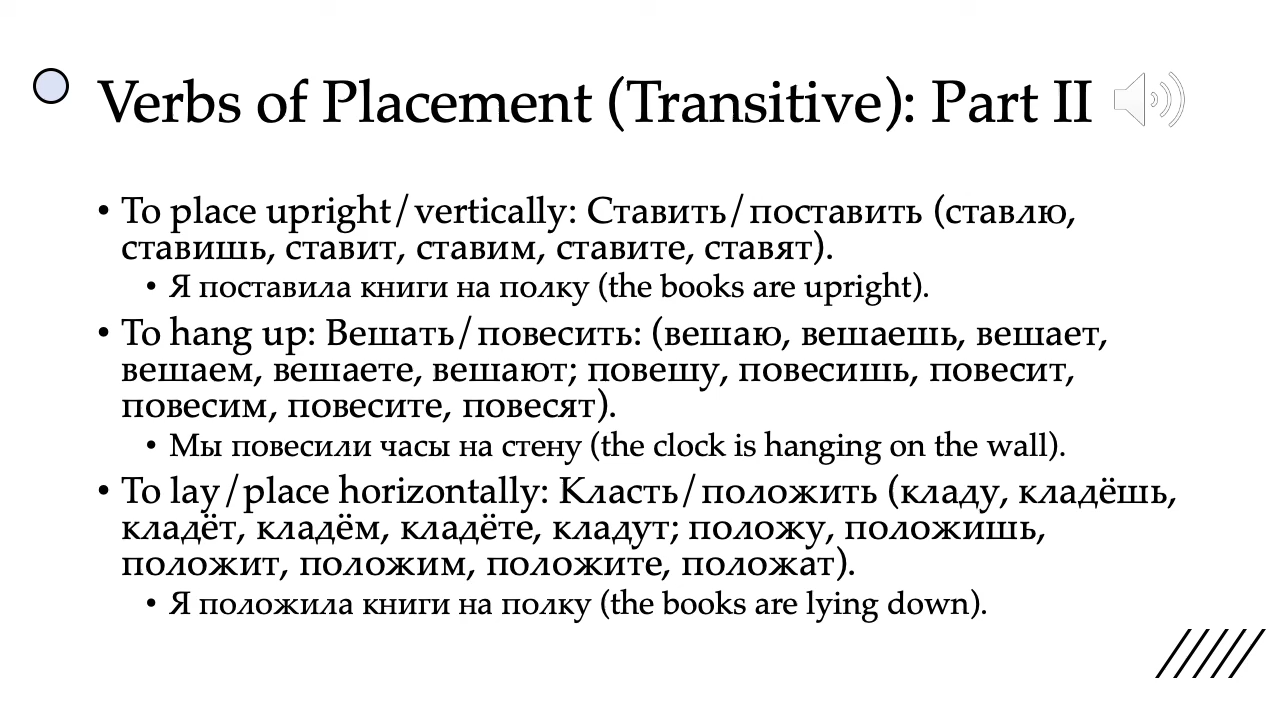 Verbs of Placement (Transitive): Part II
• To place upright/vertically: Ставить/поставить (ставлю,
ставишь, ставит, ставим, ставите, ставят).
• Я поставила книги на полку (the books are upright).
• To hang up: Вешать/повесить: (вешаю, вешаешь, вешает,
вешаем, вешаете, вешают; повешу, повесишь, повесит,
повесим, повесите, повесят).
• Мы повесили часы на стену (the clock is hanging on the wall).
• To lay/place horizontally: Класть/положить (кладу, кладёшь,
кладёт, кладём, кладёте, кладут; положу, положишь,
положит, положим, положите, положат).
• Я положила книги на полку (the books are lying down).